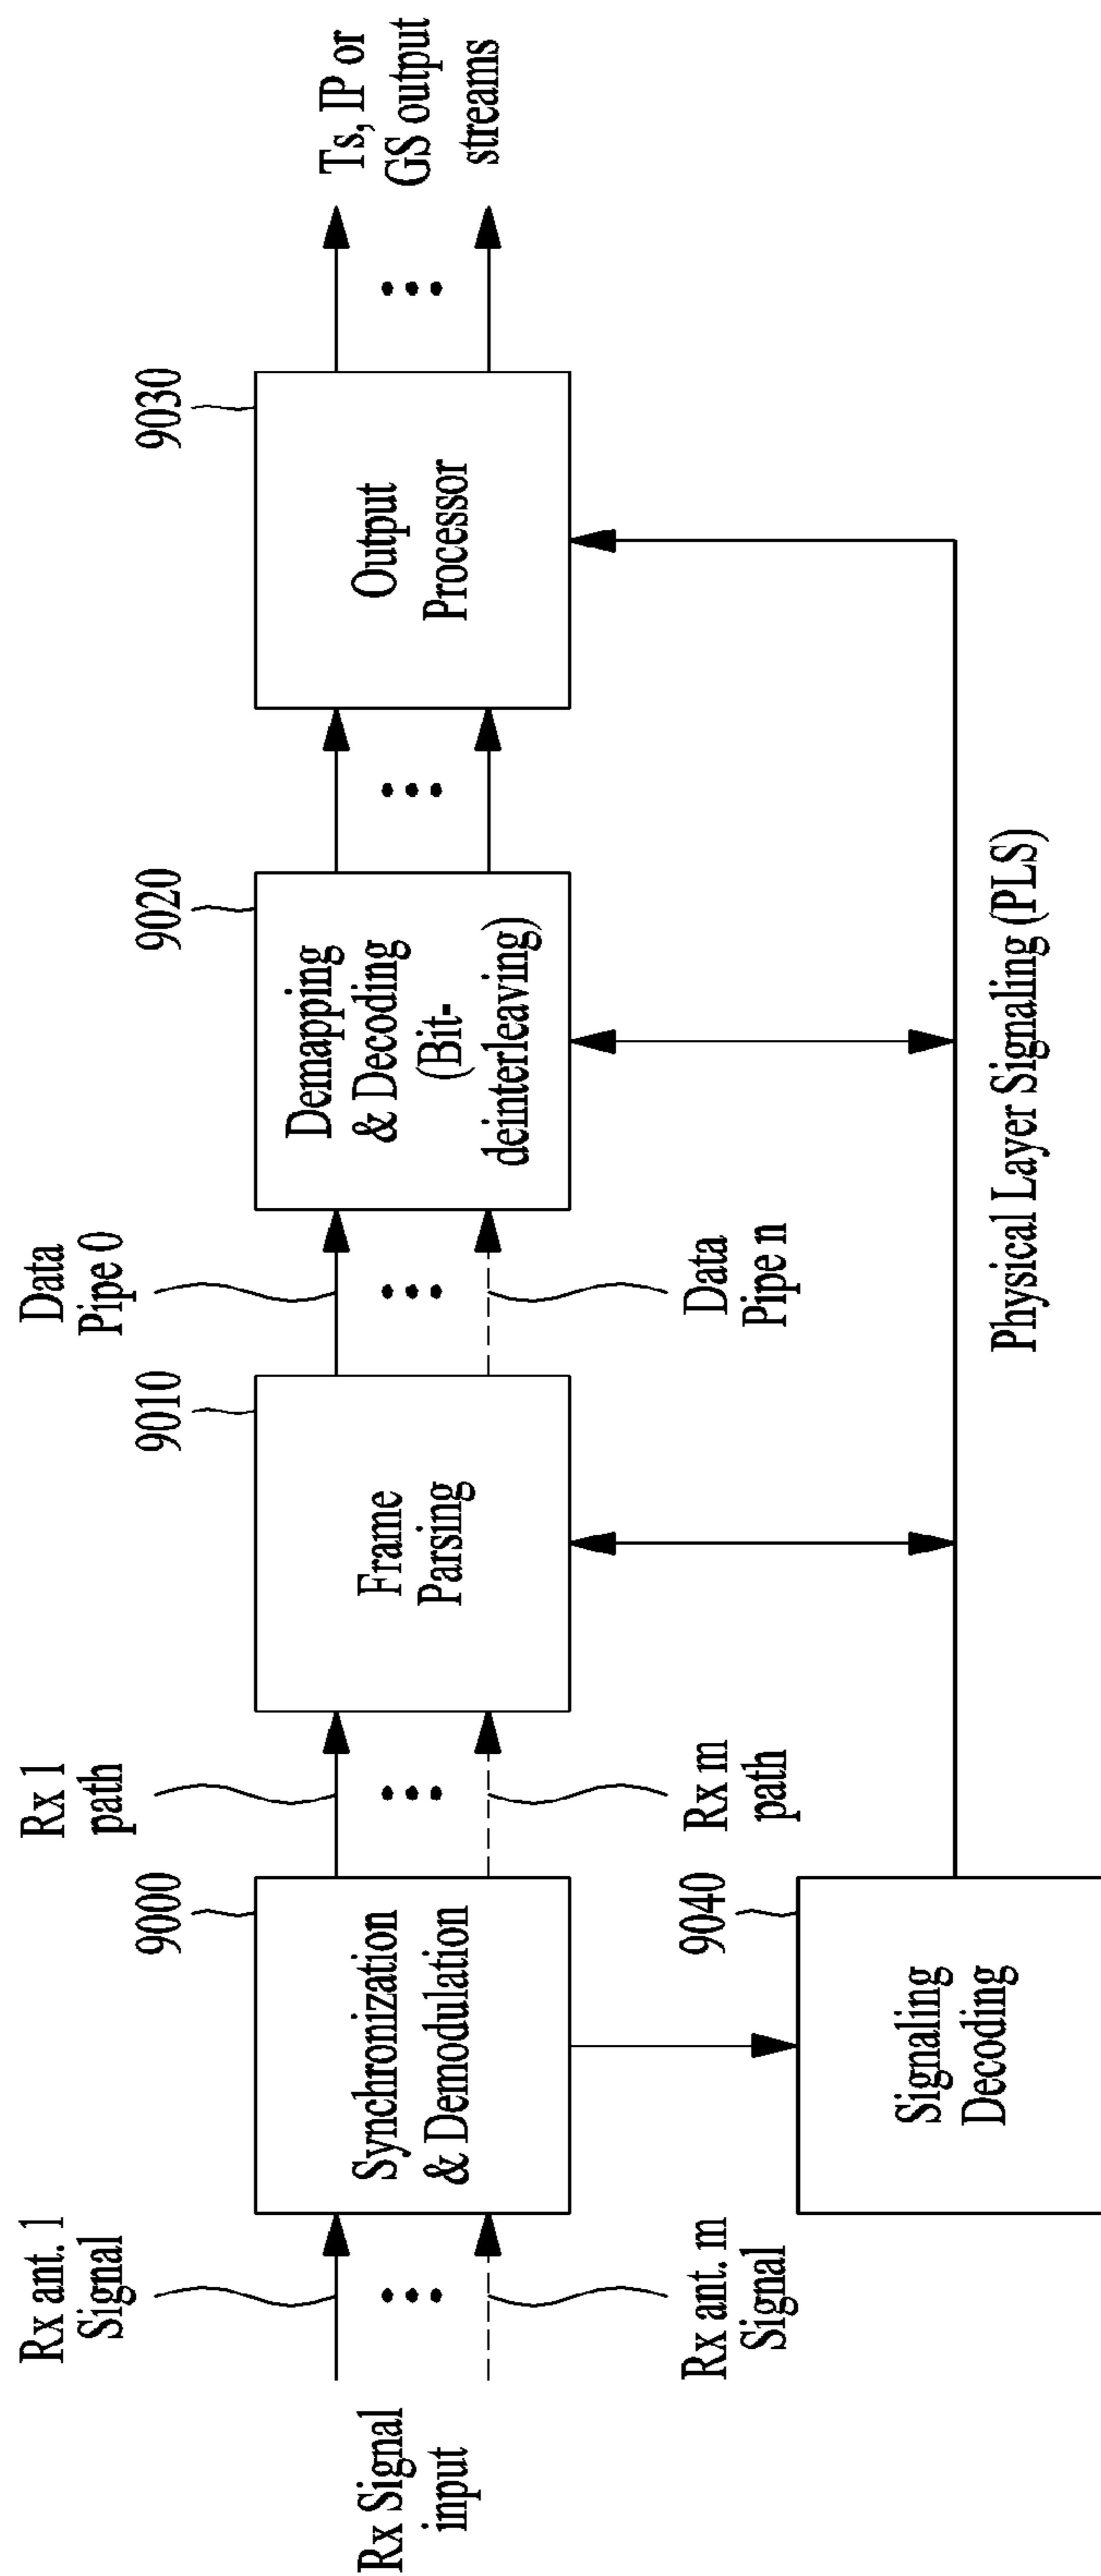 Rx Signal
input
Rx ant. 1
Signal
Rx ant. m
Signal
9000
Synchronization
& Demodulation
Rx 1
path
Rx m
path
9010
Frame
Parsing
Data
Pipe 0
Data
Pipe n
9020
Demapping
& Decoding
(Bit-
deinterleaving)
9030
Output
Processor
Ts, IP or
GS output
streams
9040
Signaling
Decoding
Physical Layer Signaling (PLS)